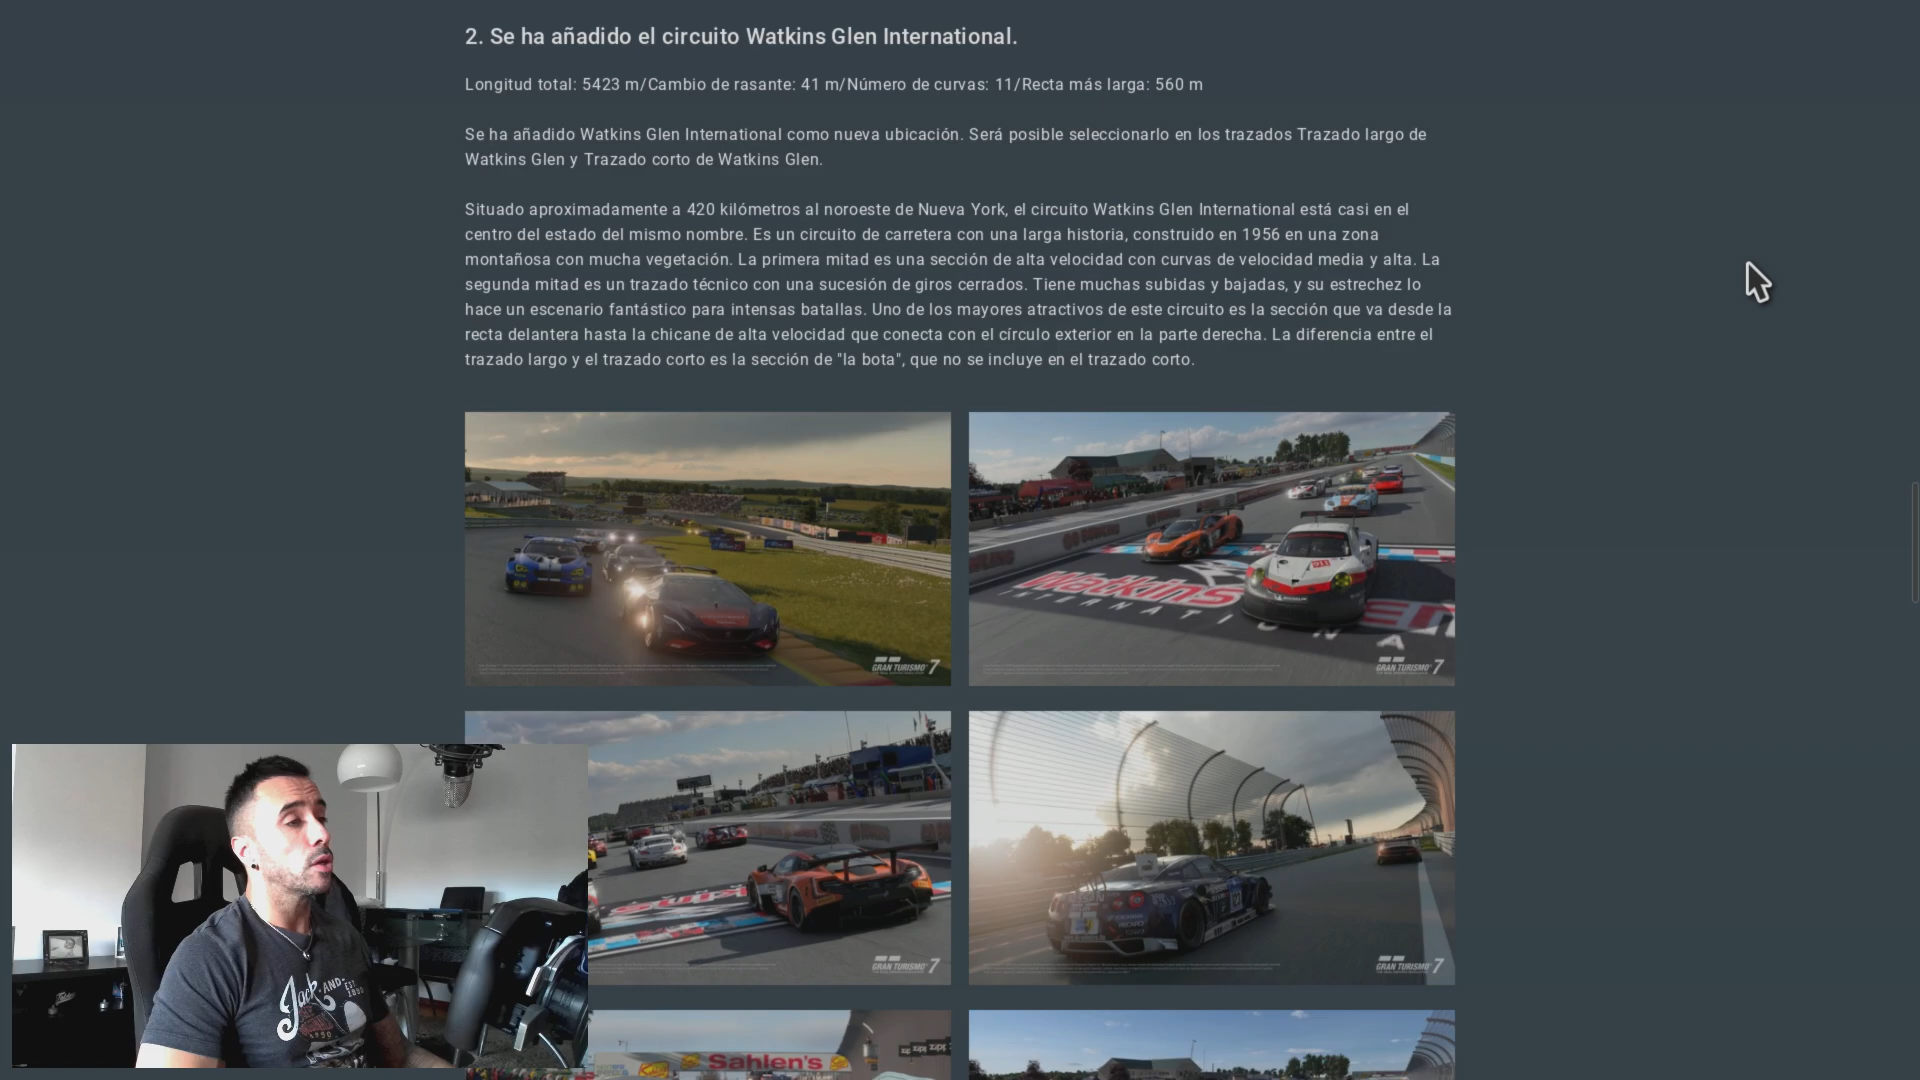 2. Se ha añadido el circuito Watkins Glen International.
Longitud total: 5423 m/Cambio de rasante: 41 m/Número de curvas: 11/Recta más larga: 560 m
Se ha añadido Watkins Glen International como nueva ubicación. Será posible seleccionarlo en los trazados Trazado largo de
Watkins Glen y Trazado corto de Watkins Glen.
Situado aproximadamente a 420 kilómetros al noroeste de Nueva York, el circuito Watkins Glen International está casi en el
centro del estado del mismo nombre. Es un circuito de carretera con una larga historia, construido en 1956 en una zona
montañosa con mucha vegetación. La primera mitad es una sección de alta velocidad con curvas de velocidad media y alta. La
segunda mitad es un trazado técnico con una sucesión de giros cerrados. Tiene muchas subidas y bajadas, y su estrechez lo
hace un escenario fantástico para intensas batallas. Uno de los mayores atractivos de este circuito es la sección que va desde la
recta delantera hasta la chicane de alta velocidad que conecta con el círculo exterior en la parte derecha. La diferencia entre el
trazado largo y el trazado corto es la sección de "la bota", que no se incluye en el trazado corto.
GRAN TURISMO 7
Watkins
INTERNATIONA
911
GRAN TURISMO 7
GRAN TURISMO 7
GRAN TURISMO 7
Jack
AND
EST.
Sahlen's